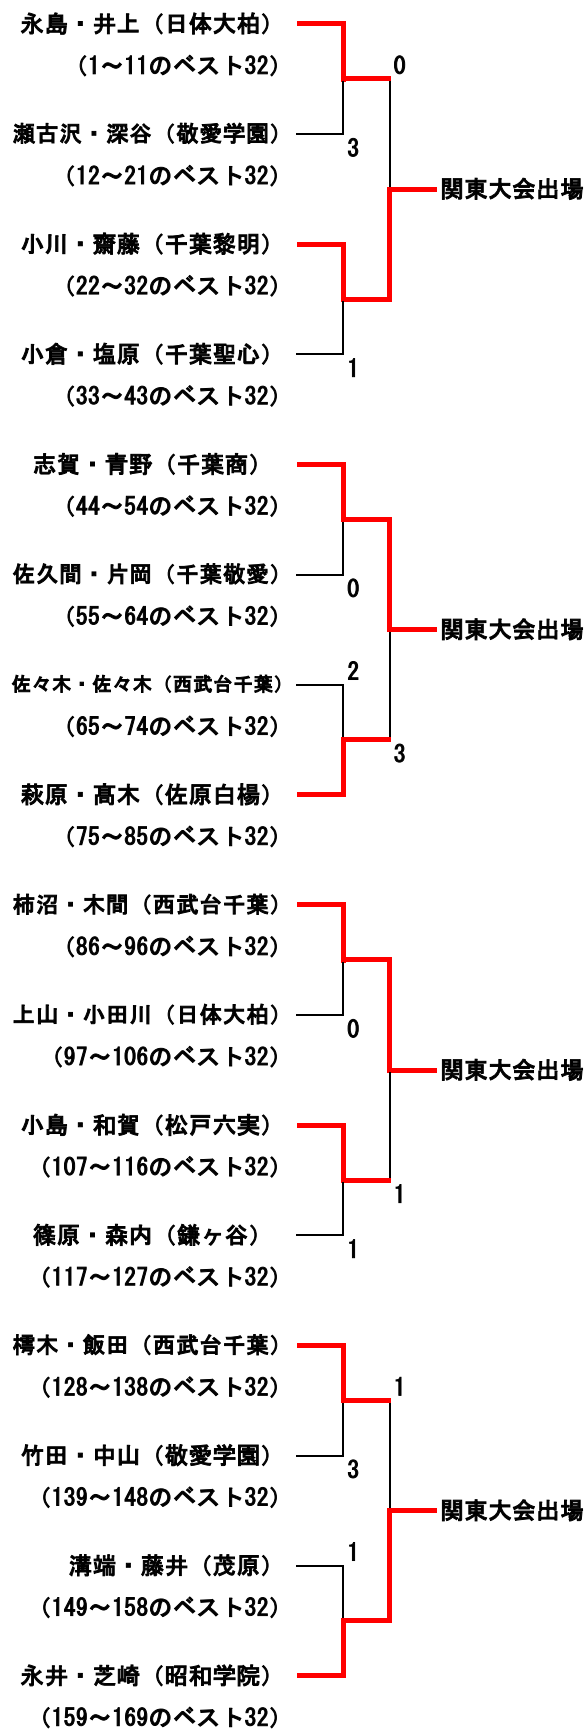 永島・井上（日体大柏）
0
（1～11のベスト32）
瀬古沢・深谷（敬愛学園）
3
（12～21のベスト32）
関東大会出場
小川・齋藤（千葉黎明）
（22～32のベスト32）
小倉・塩原（千葉聖心）
1
（33～43のベスト32）
志賀・青野（千葉商）
（44～54のベスト32）
佐久間・片岡（千葉敬愛）
0
（55～64のベスト32）
関東大会出場
2
佐々木・佐々木（西武台千葉）
（65～74のベスト32）
3
萩原・髙木（佐原白楊）
（75～85のベスト32）
柿沼・木間（西武台千葉）
（86～96のベスト32）
上山・小田川（日体大柏）
0
（97～106のベスト32）
関東大会出場
小島・和賀（松戸六実）
（107～116のベスト32）
1
篠原・森内（鎌ヶ谷）
1
（117～127のベスト32）
樗木・飯田（西武台千葉）
（128～138のベスト32）
1
竹田・中山（敬愛学園）
3
（139～148のベスト32）
関東大会出場
1
溝端・藤井（茂原）
（149～158のベスト32）
永井・芝崎（昭和学院）
（159～169のベスト32）